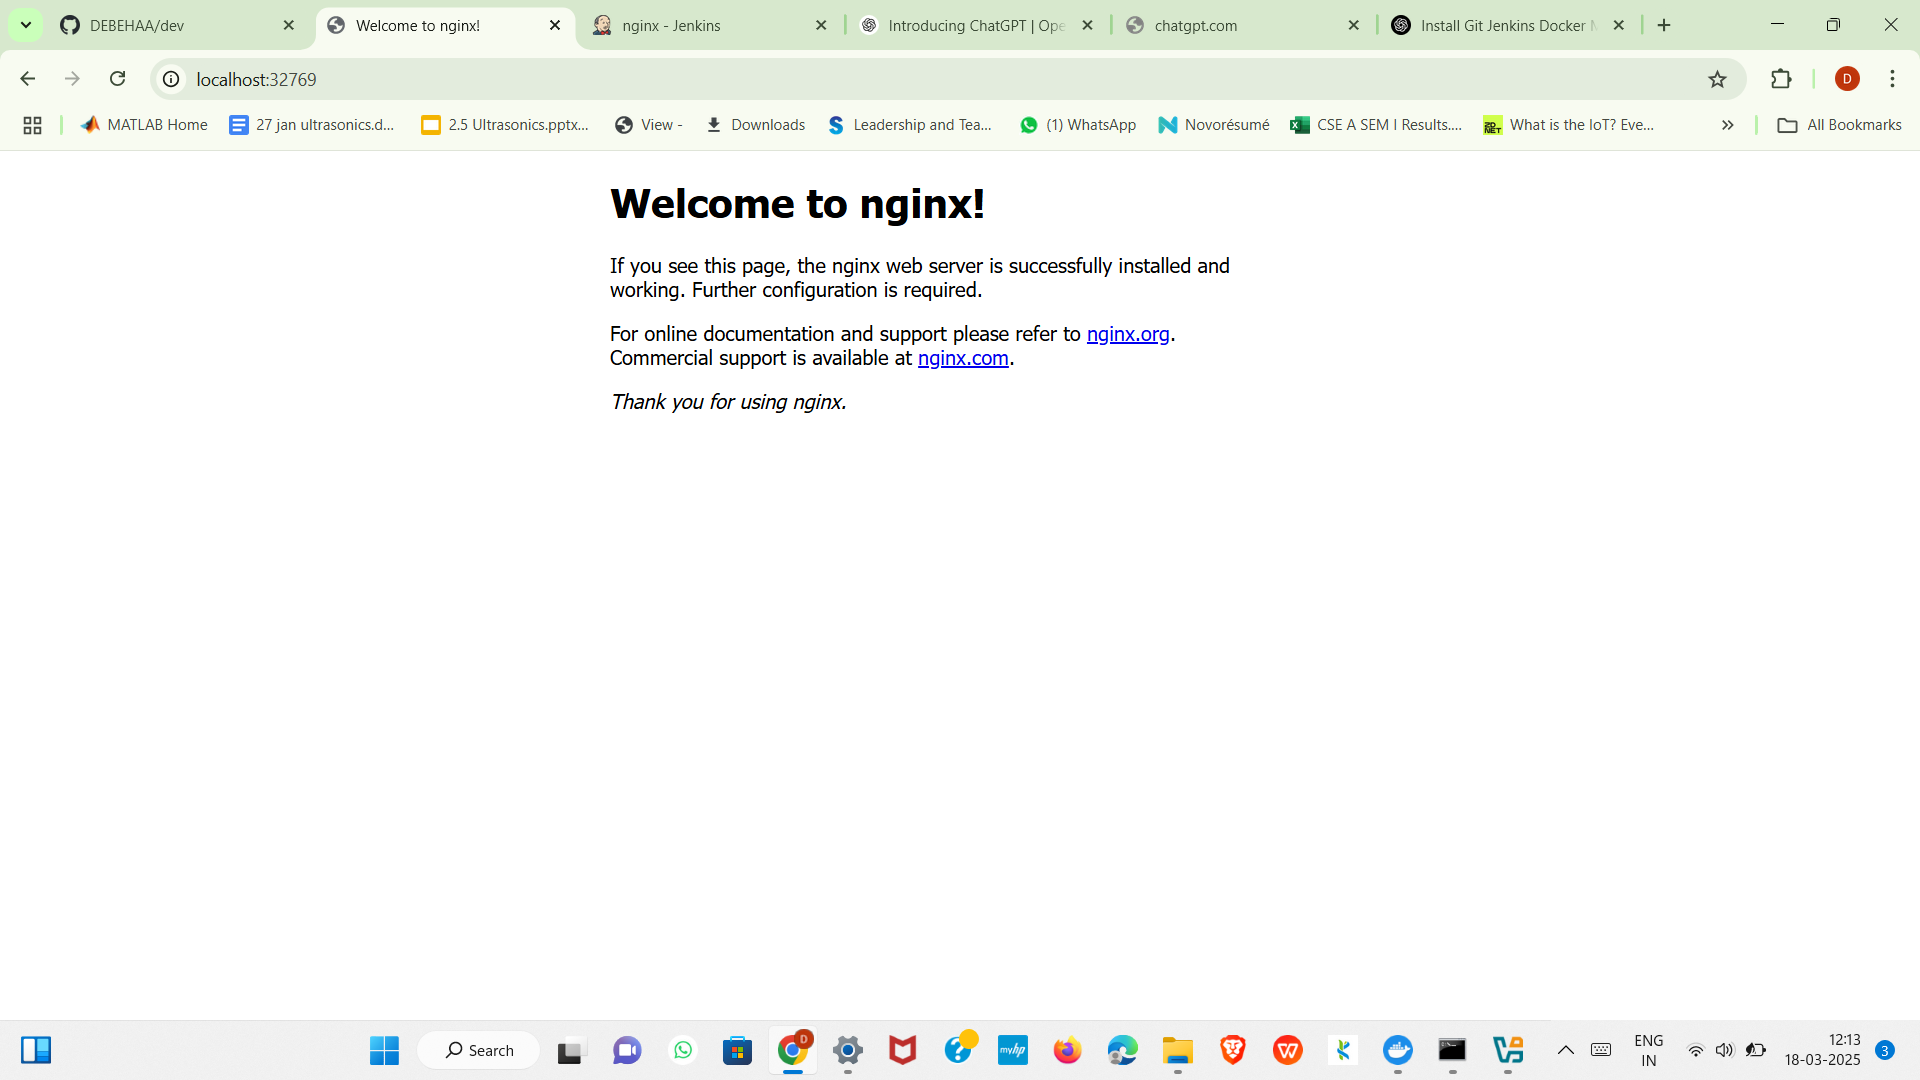 DEBEHAA/dev
Welcome to nginx!
nginx - Jenkins
Introducing ChatGPT | Ope
chatgpt.com
Install Git Jenkins Docker
localhost:32769
D
MATLAB Home
27 jan ultrasonics.d...
2.5 Ultrasonics.pptx...
View -
Downloads
Leadership and Tea...
(1) WhatsApp
Novorésumé
CSE A SEM I Results....
What is the IoT? Eve...
All Bookmarks
Welcome to nginx!
If you see this page, the nginx web server is successfully installed and
working. Further configuration is required.
For online documentation and support please refer to nginx.org.
Commercial support is available at nginx.com.
Thank you for using nginx.
Search
D
myhp
ENG
IN
12:13
18-03-2025
3